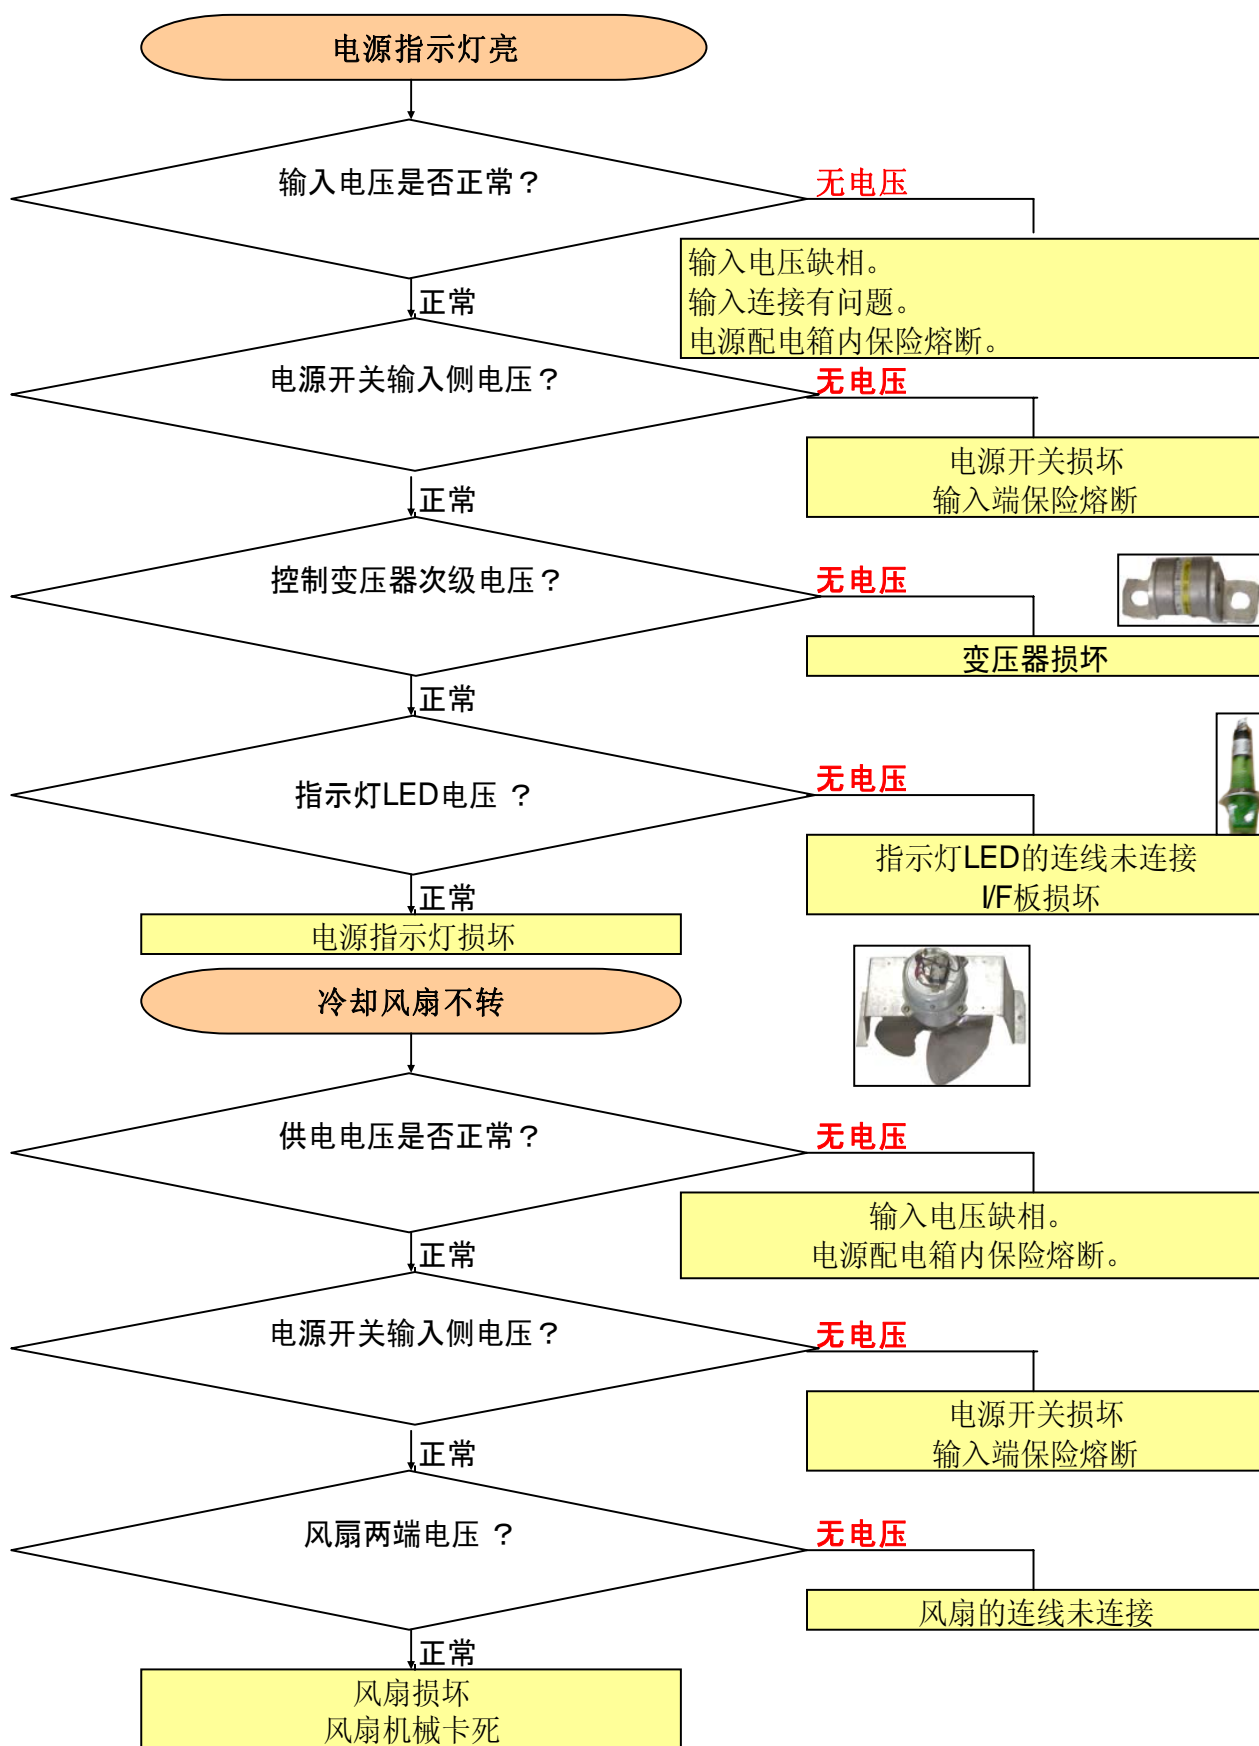 电源指示灯亮
输入电压是否正常？
无电压
输入电压缺相。
输入连接有问题。
电源配电箱内保险熔断。
正常
电源开关输入侧电压？
无电压
电源开关损坏
输入端保险熔断
正常
控制变压器次级电压？
无电压
变压器损坏
正常
指示灯LED电压 ？
无电压
指示灯LED的连线未连接
I/F板损坏
正常
电源指示灯损坏
冷却风扇不转
供电电压是否正常？
无电压
输入电压缺相。
电源配电箱内保险熔断。
正常
电源开关输入侧电压？
无电压
电源开关损坏
输入端保险熔断
正常
风扇两端电压 ？
无电压
风扇的连线未连接
正常
风扇损坏
风扇机械卡死